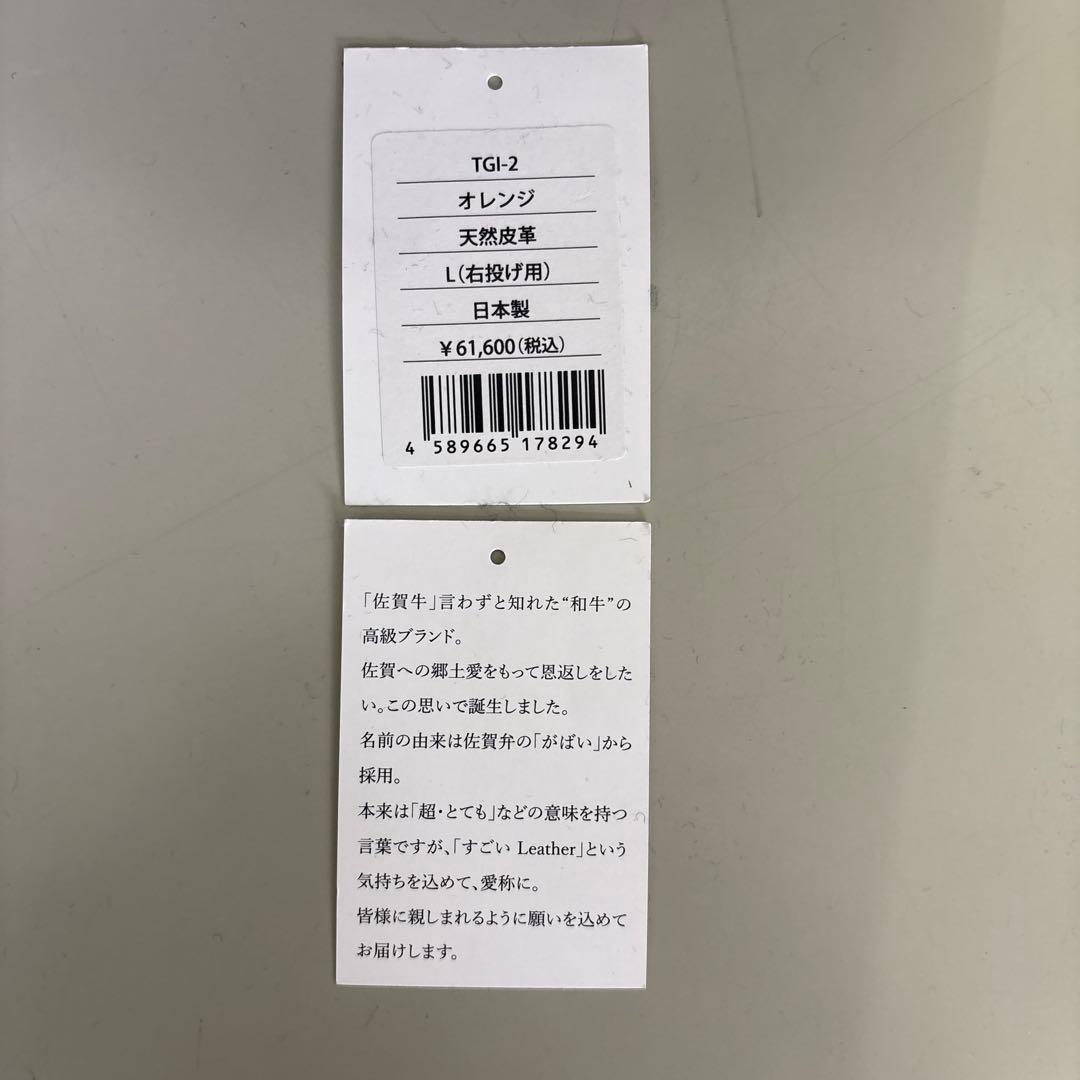 TGI-2
オレンジ
天然皮革
L(右投げ用)
日本製
¥61,600(税込)
4 589665 178294
「佐賀牛」言わずと知れた“和牛”の
高級ブランド。
佐賀への郷土愛をもって恩返しをした
い。この思いで誕生しました。
名前の由来は佐賀弁の「がばい」から
採用。
本来は「超・とても」などの意味を持つ
言葉ですが、「すごい Leather」という
気持ちを込めて、愛称に。
皆様に親しまれるように願いを込めて
お届けします。